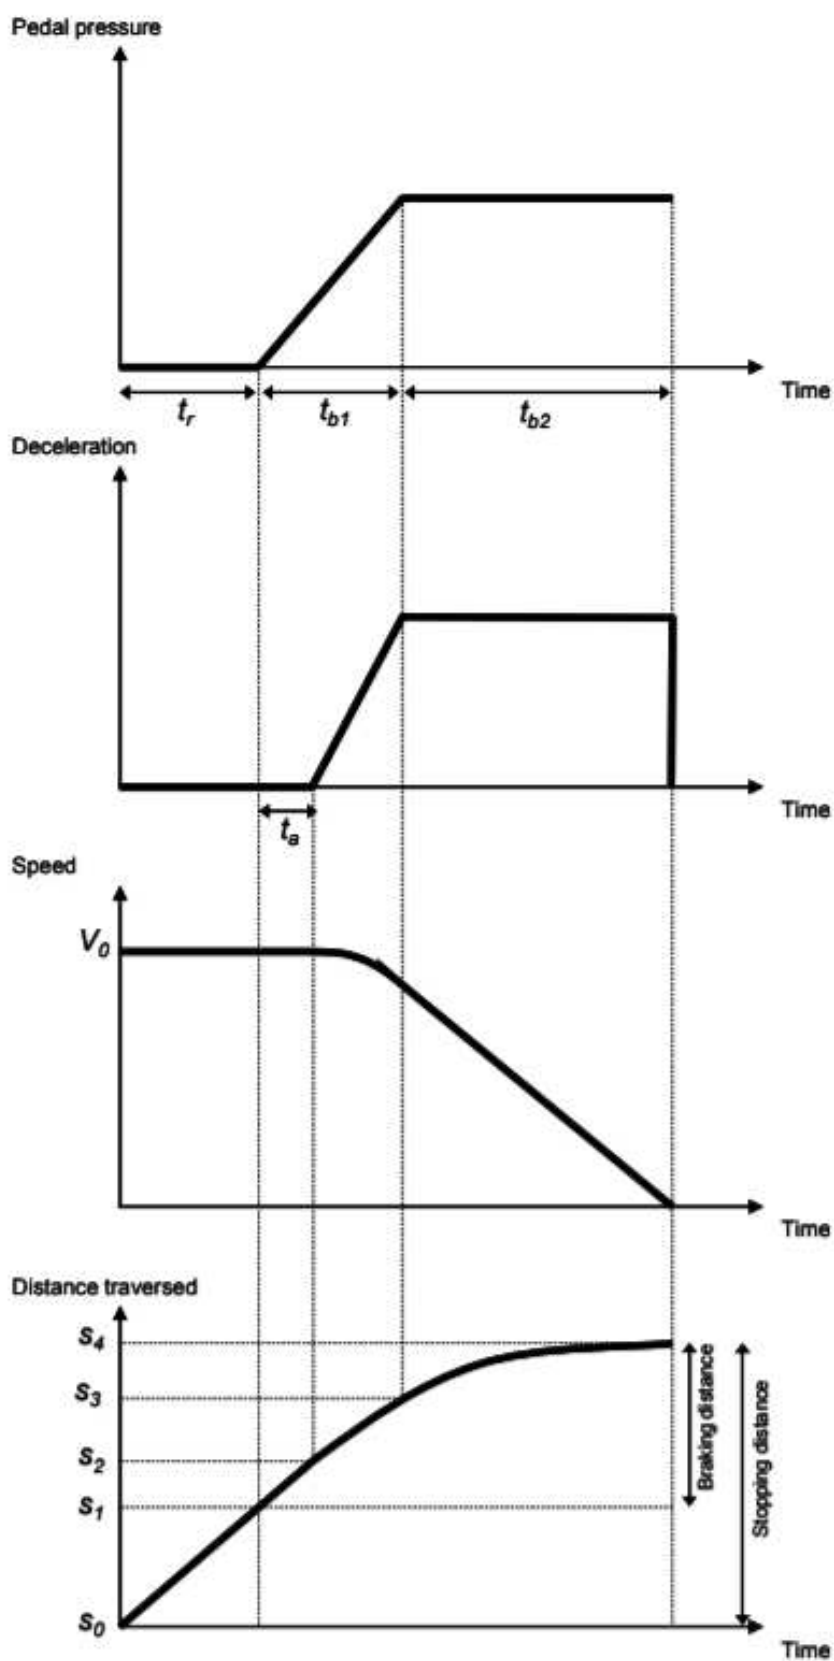 Pedal pressure
Time
t_r t_b1 t_b2
Deceleration
Time
t_a
Speed
V_0
Time
Distance traversed
S_4
S_3
S_2
S_1
S_0
Braking distance
Stopping distance
Time